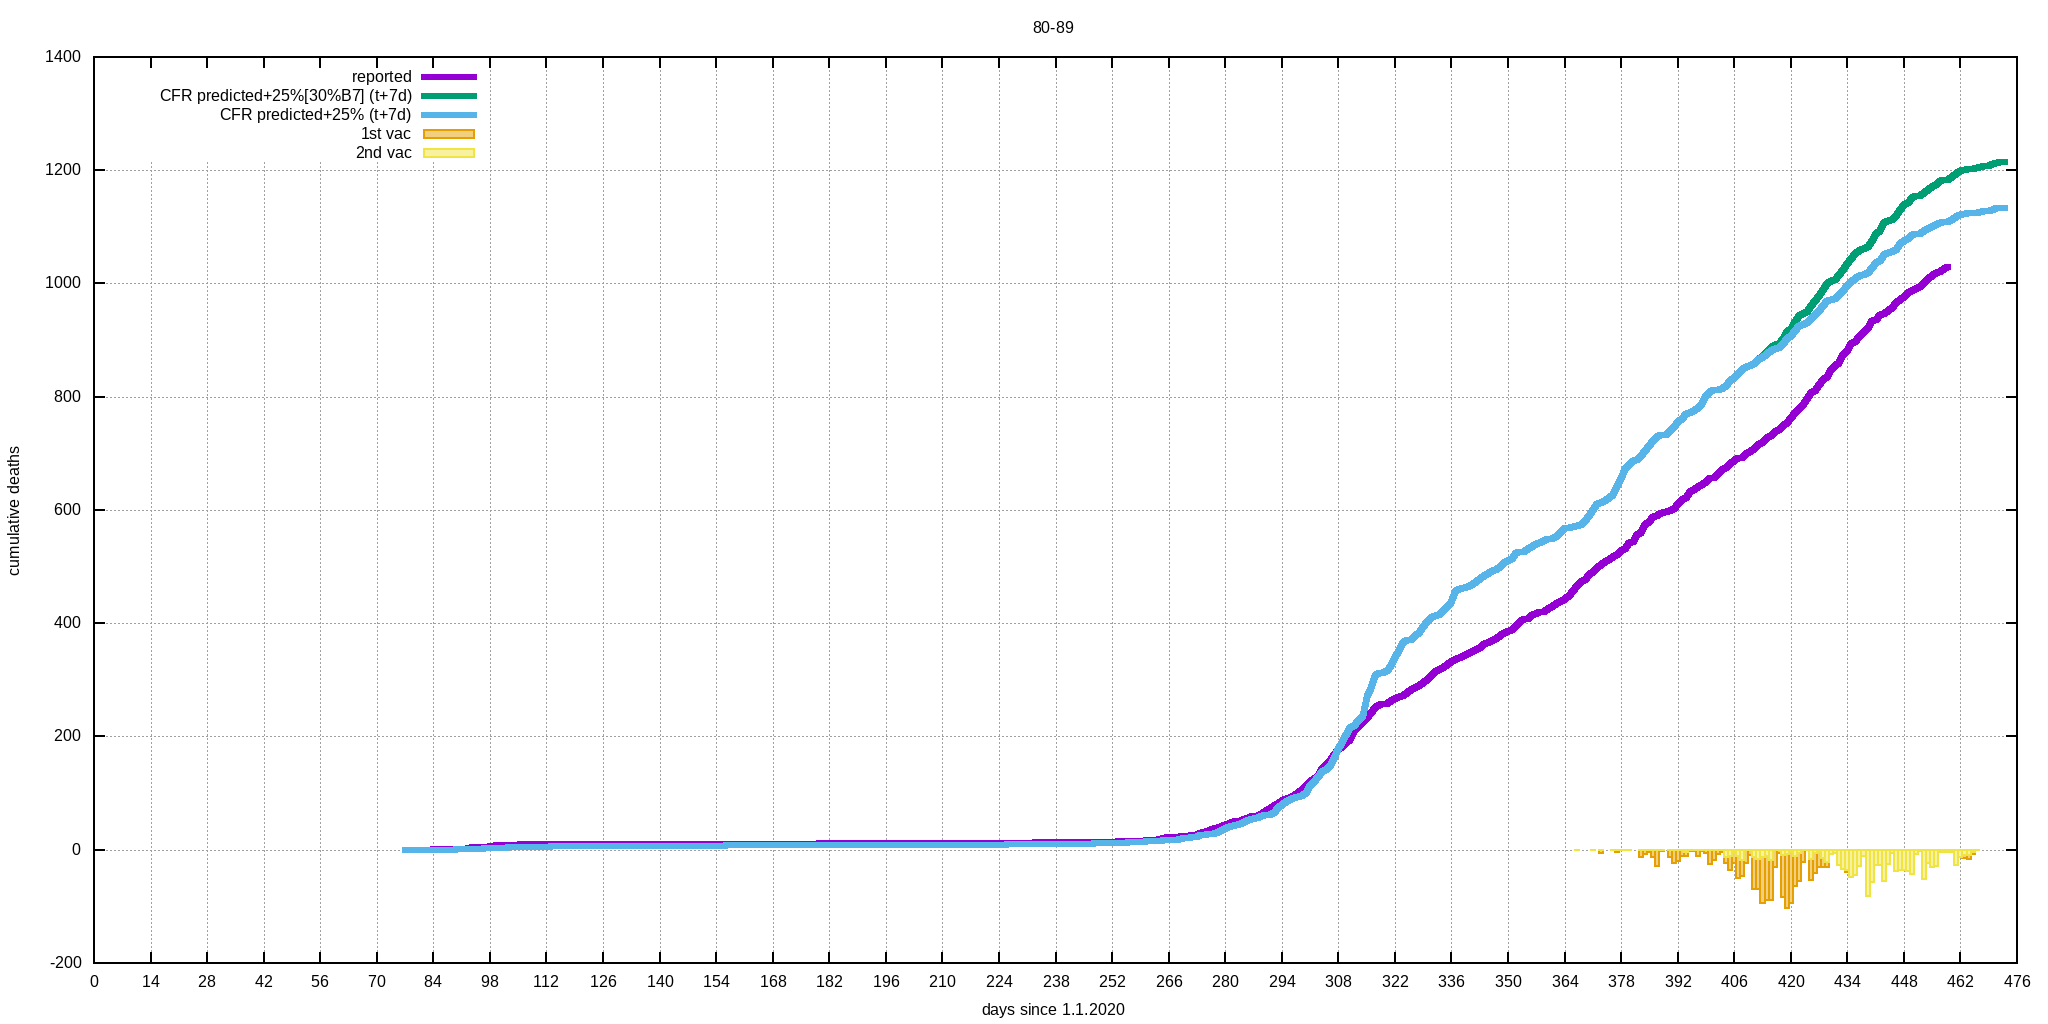 80-89
1400
1200
1000
800
600
400
200
0
-200
cumulative deaths
reported
CFR predicted+25%[30%B7] (t+7d)
CFR predicted+25% (t+7d)
1st vac
2nd vac
0 14 28 42 56 70 84 98 112 126 140 154 168 182 196 210 224 238 252 266 280 294 308 322 336 350 364 378 392 406 420 434 448 462 476
days since 1.1.2020